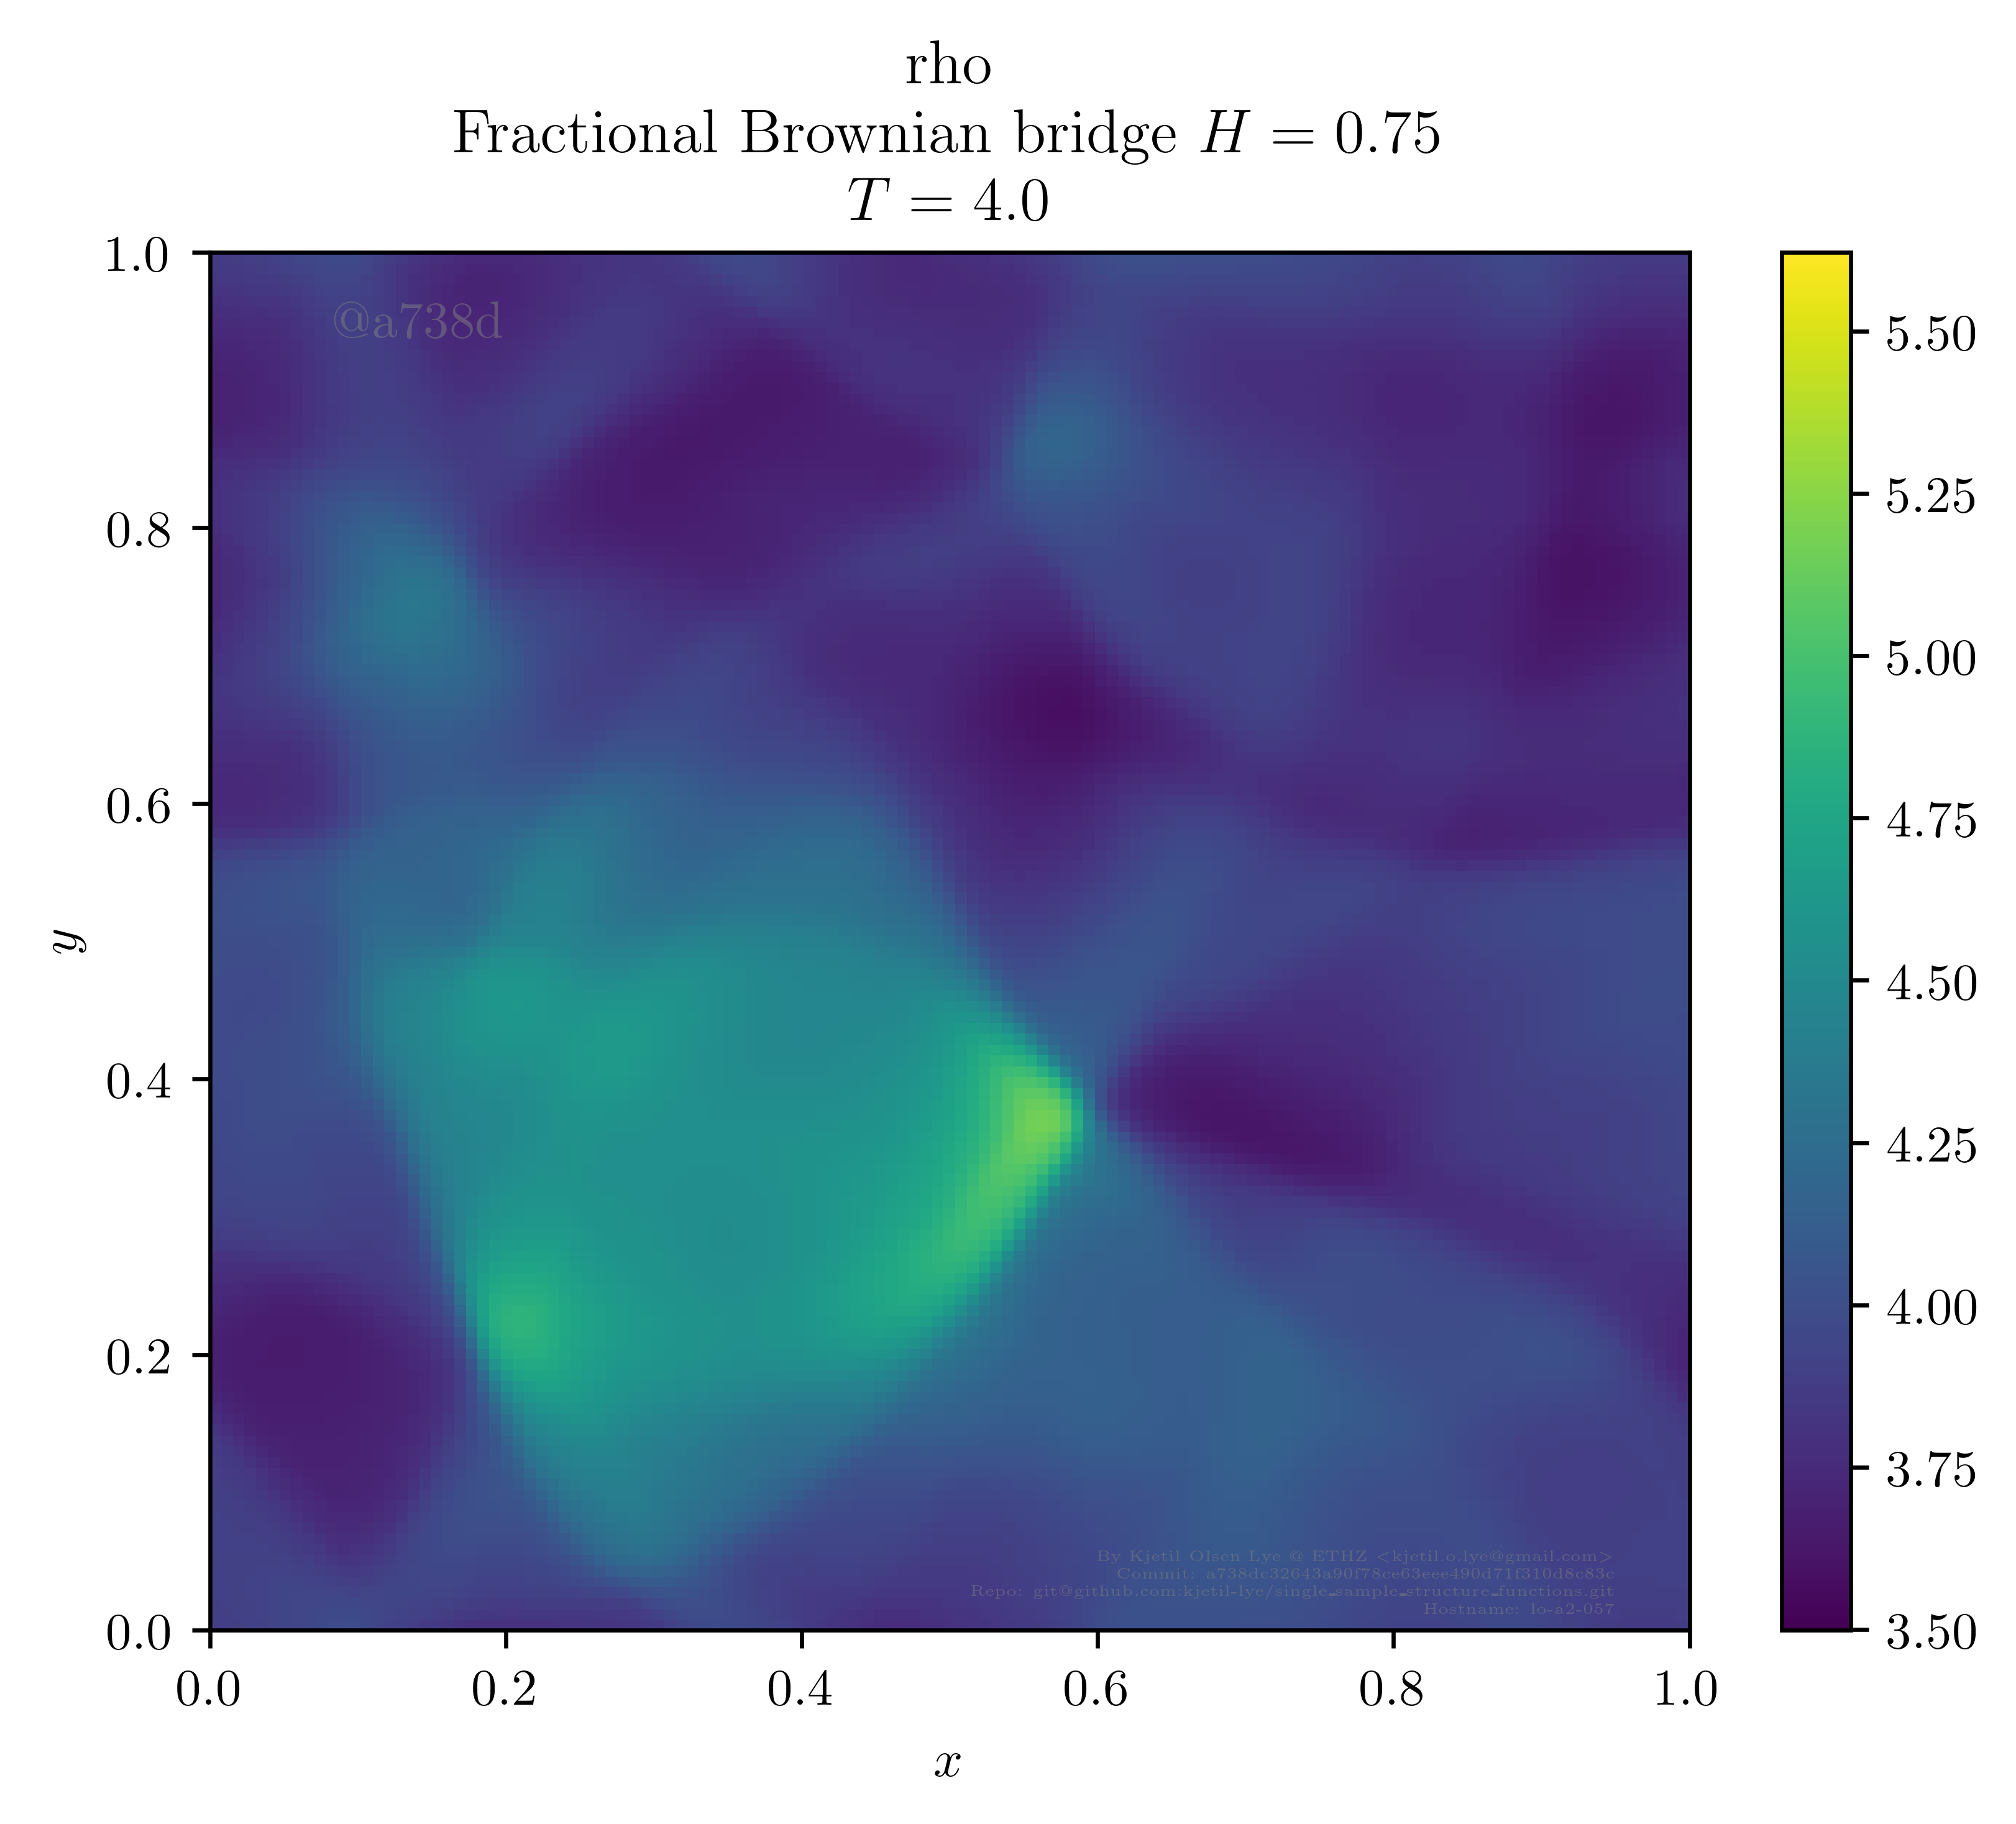 rho
Fractional Brownian bridge H = 0.75
T = 4.0
@a738d
1.0
0.8
0.6
0.4
0.2
0.0
y
0.0 0.2 0.4 0.6 0.8 1.0
x
5.50
5.25
5.00
4.75
4.50
4.25
4.00
3.75
3.50
By Kjetil Olsen Lye @ ETHZ <kjetil.o.lye@gmail.com>
Commit: a738dc32643a90f78ce63eee490d71f310d8c83c
Repo: git@github.com:kjetil-lye/single_sample_structure_functions.git
Hostname: lo-a2-057